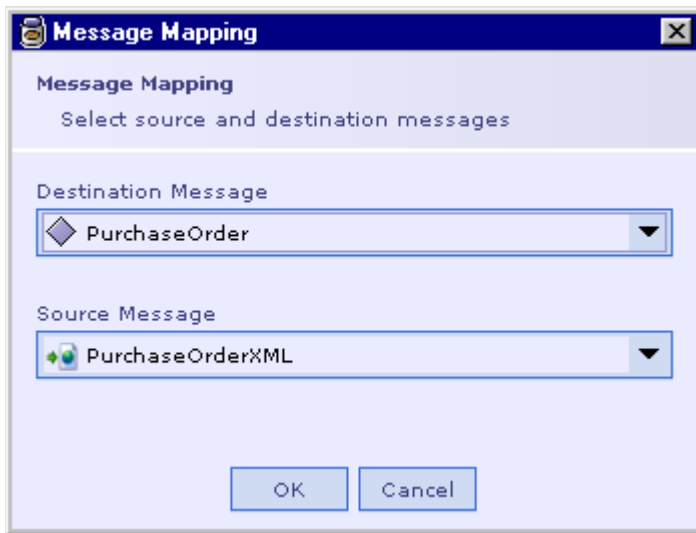 Message Mapping
Message Mapping
Select source and destination messages
Destination Message
PurchaseOrder
Source Message
PurchaseOrderXML
OK Cancel